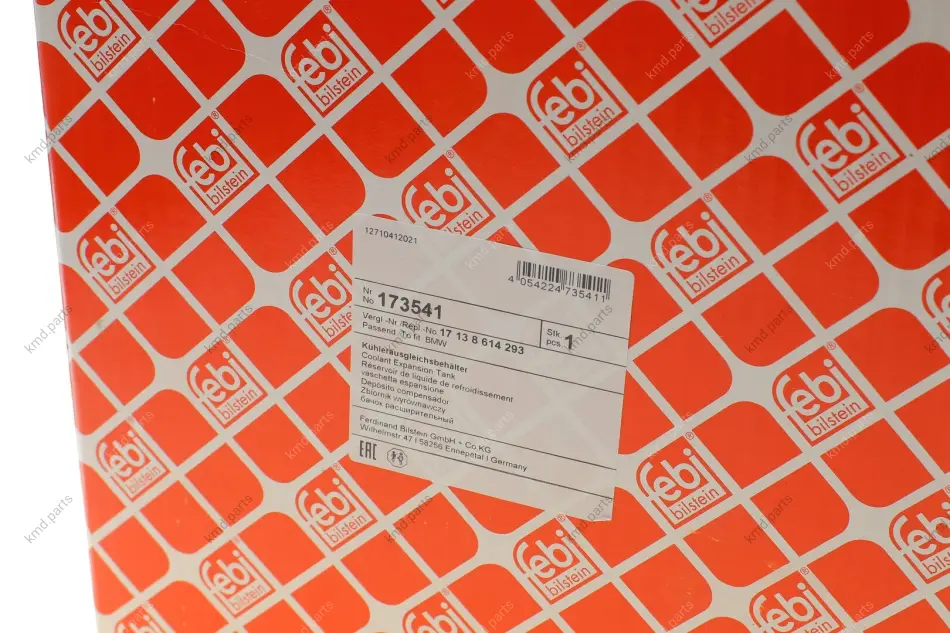 12710412021
4 054224 735411
Nr
No 173541
Vergl.-Nr./Repl.-No 17 13 8 614 293
Passend./To fit BMW
Stk
pcs. 1
Kühlerausgleichsbehälter
Coolant Expansion Tank
Réservoir de liquide de refroidissement
vaschetta espansione
Depósito compensador
Zbiornik wyrównawczy
бачок расширительный
Ferdinand Bilstein GmbH + Co.KG
Wilhelmstr.47 I 58256 Ennepetal I Germany
EAC
febi
bilstein
kmd.parts